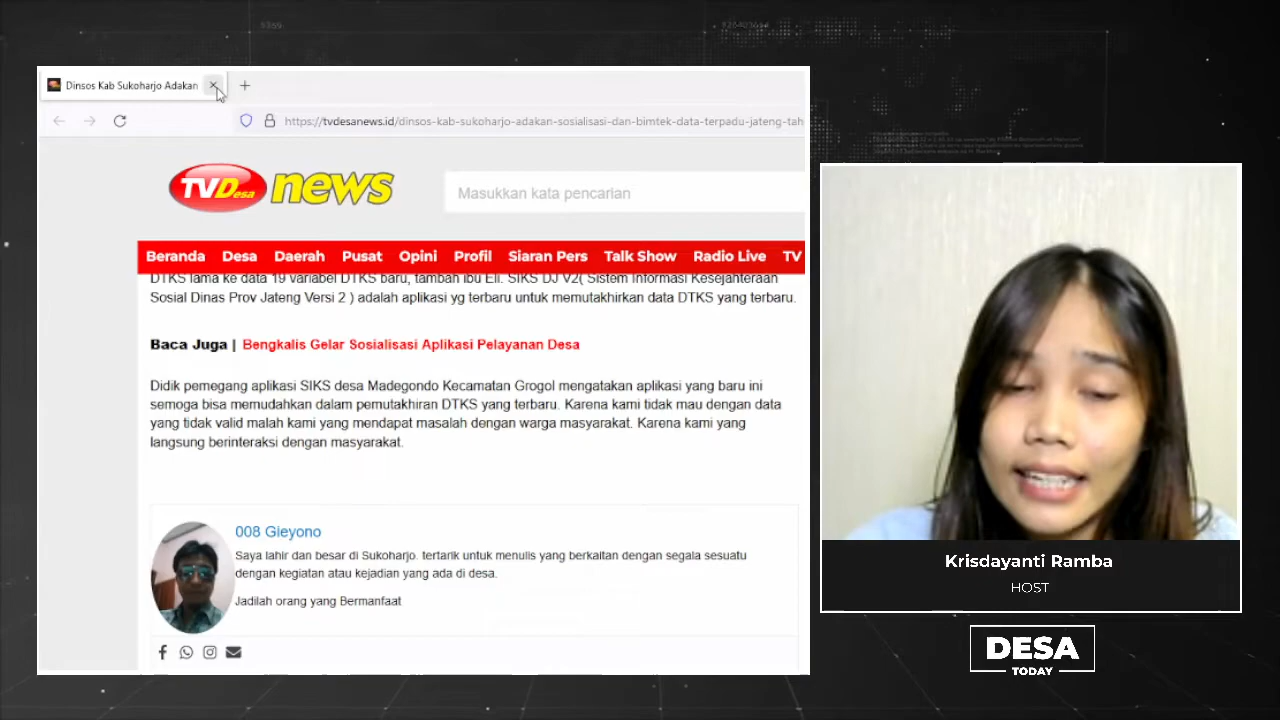 Dinsos Kab Sukoharjo Adakan
https://tvdesanews.id/dinsos-kab-sukoharjo-adakan-sosialisasi-dan-bimtek-data-terpadu-jateng-tah
TVDesa news
Masukkan kata pencarian
Beranda Desa Daerah Pusat Opini Profil Siaran Pers Talk Show Radio Live TV
DTKS lama ke data 19 variabel DTKS baru, tambah Ibu Eli. SIKS DJ V2( Sistem Informasi Kesejahteraan
Sosial Dinas Prov Jateng Versi 2 ) adalah aplikasi yg terbaru untuk memutakhirkan data DTKS yang terbaru.
Baca Juga | Bengkalis Gelar Sosialisasi Aplikasi Pelayanan Desa
Didik pemegang aplikasi SIKS desa Madegondo Kecamatan Grogol mengatakan aplikasi yang baru ini
semoga bisa memudahkan dalam pemutakhiran DTKS yang terbaru. Karena kami tidak mau dengan data
yang tidak valid malah kami yang mendapat masalah dengan warga masyarakat. Karena kami yang
langsung berinteraksi dengan masyarakat.
008 Gieyono
Saya lahir dan besar di Sukoharjo. tertarik untuk menulis yang berkaitan dengan segala sesuatu
dengan kegiatan atau kejadian yang ada di desa.
Jadilah orang yang Bermanfaat
Krisdayanti Ramba
HOST
DESA
TODAY